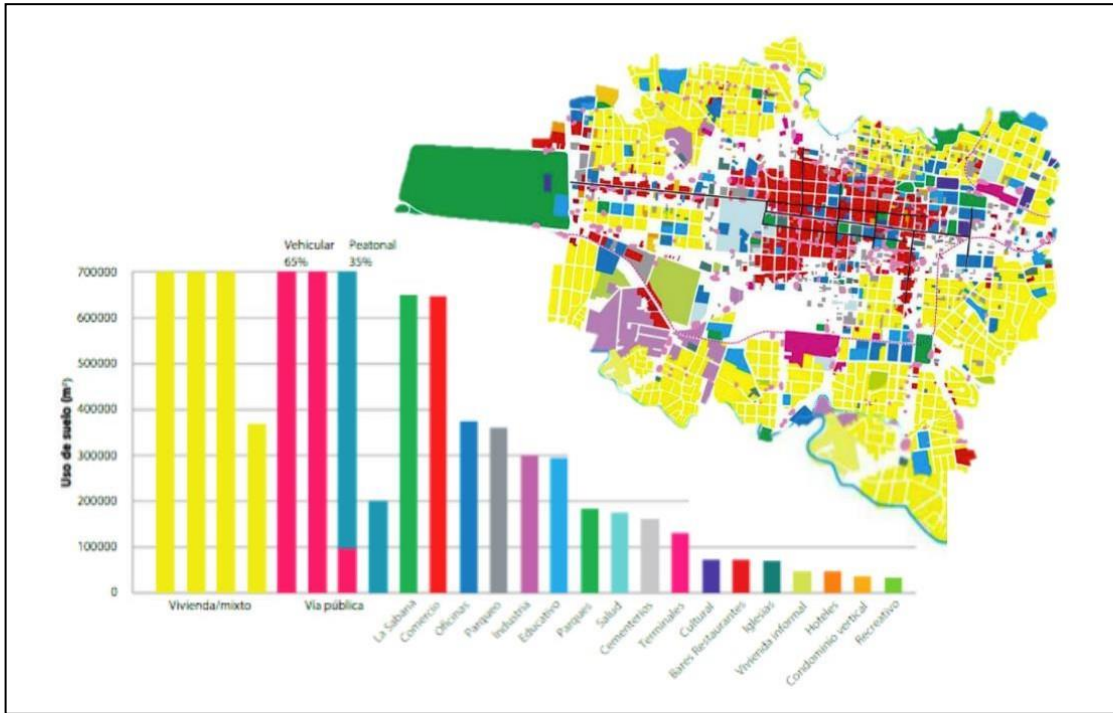 Vehicular
65%
Peatonal
35%
Uso de suelo (m²)
700000
600000
500000
400000
300000
200000
100000
0
Vivienda/mixto
Vía pública
La Sabana
Comercio
Oficinas
Parqueo
Industria
Educativo
Parques
Salud
Cementerios
Terminales
Cultural
Bares Restaurantes
Iglesias
Vivienda informal
Hoteles
Condominio vertical
Recreativo